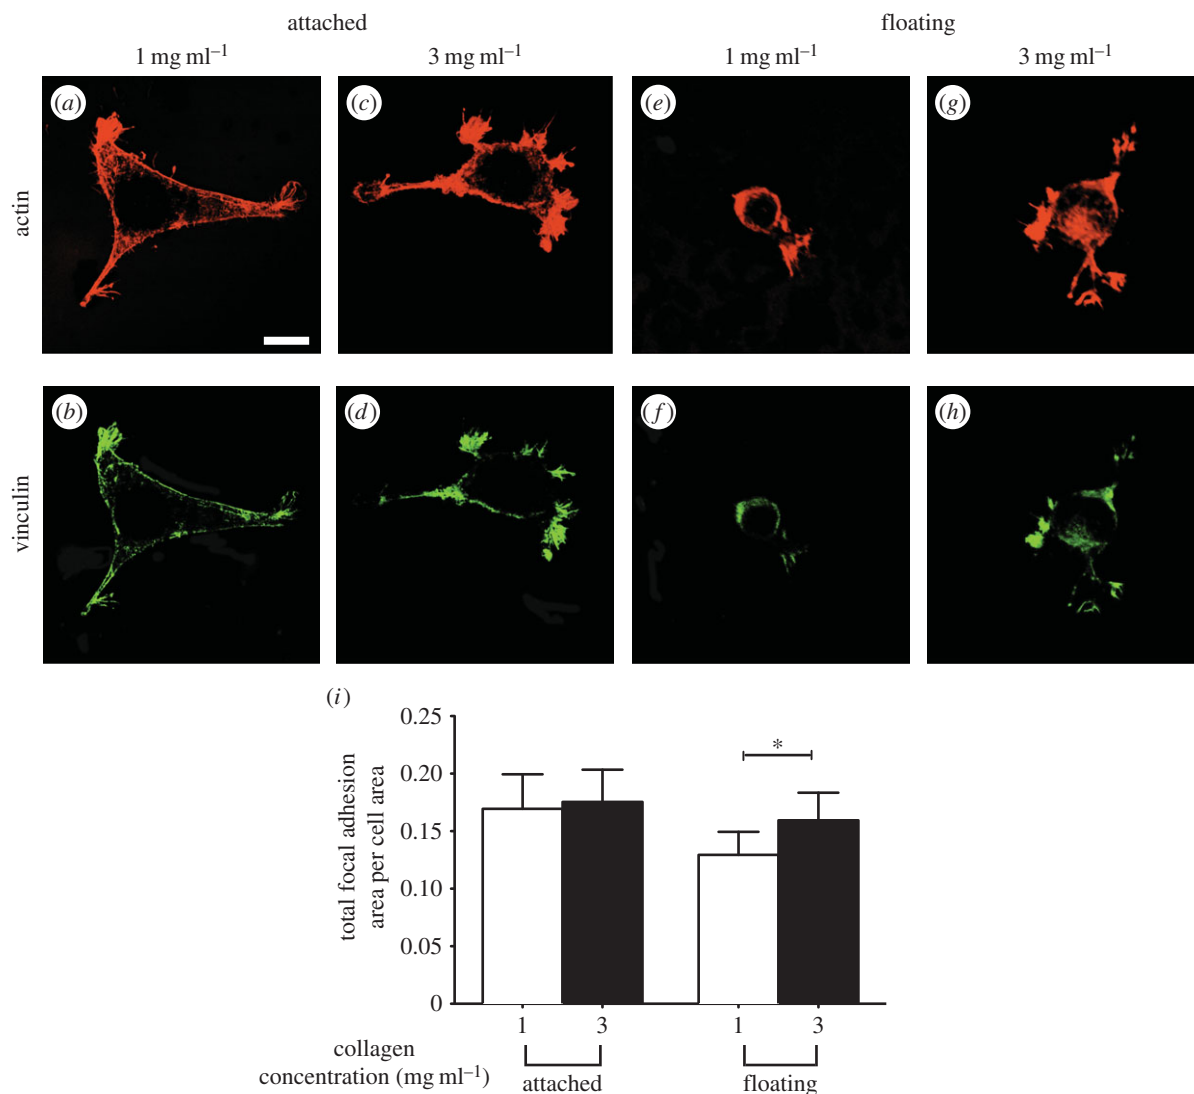 attached floating
1 mg ml⁻¹ 3 mg ml⁻¹ 1 mg ml⁻¹ 3 mg ml⁻¹
actin
(a) (c) (e) (g)
vinculin
(b) (d) (f) (h)
(i)
total focal adhesion
area per cell area
0.25
0.20
0.15
0.10
0.05
0
*
1 3 1 3
collagen
concentration (mg ml⁻¹)
attached floating